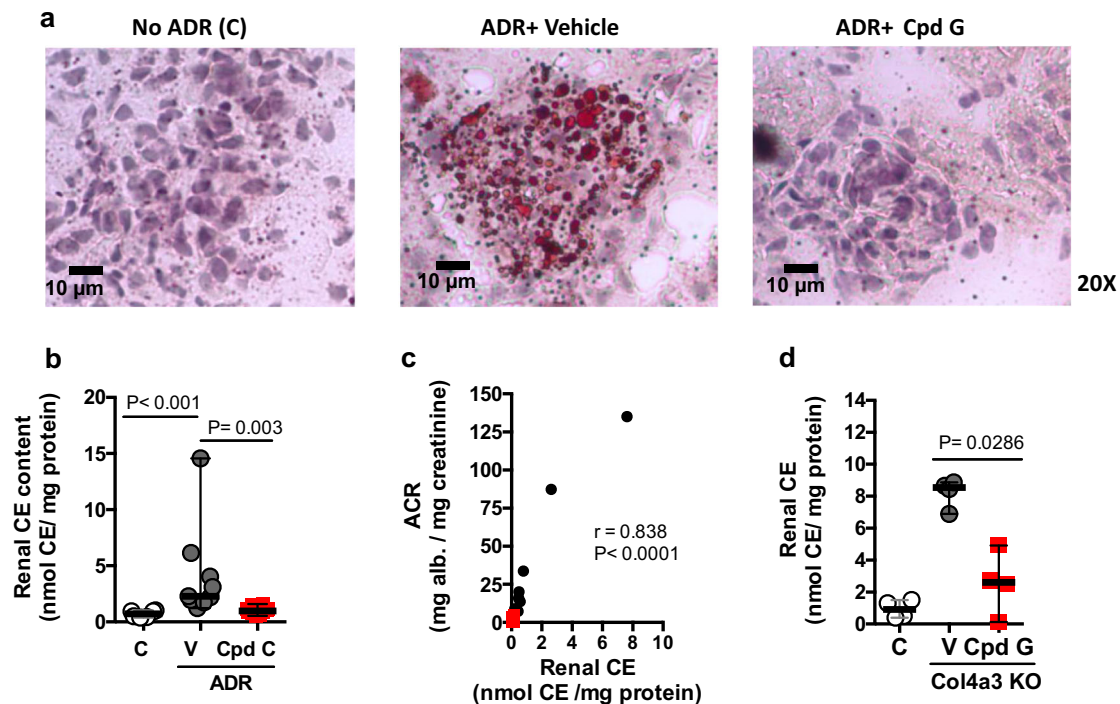 a
No ADR (C)
ADR+ Vehicle
ADR+ Cpd G
10 µm
10 µm
10 µm
20X
b
Renal CE content
(nmol CE/ mg protein)
20
15
10
5
0
P< 0.001
P= 0.003
C
V
Cpd C
ADR
c
ACR
(mg alb. / mg creatinine)
150
125
100
75
50
25
0
r = 0.838
P< 0.0001
0 2 4 6 8 10
Renal CE
(nmol CE /mg protein)
d
Renal CE
(nmol CE/ mg protein)
14
12
10
8
6
4
2
0
P= 0.0286
C
V Cpd G
Col4a3 KO